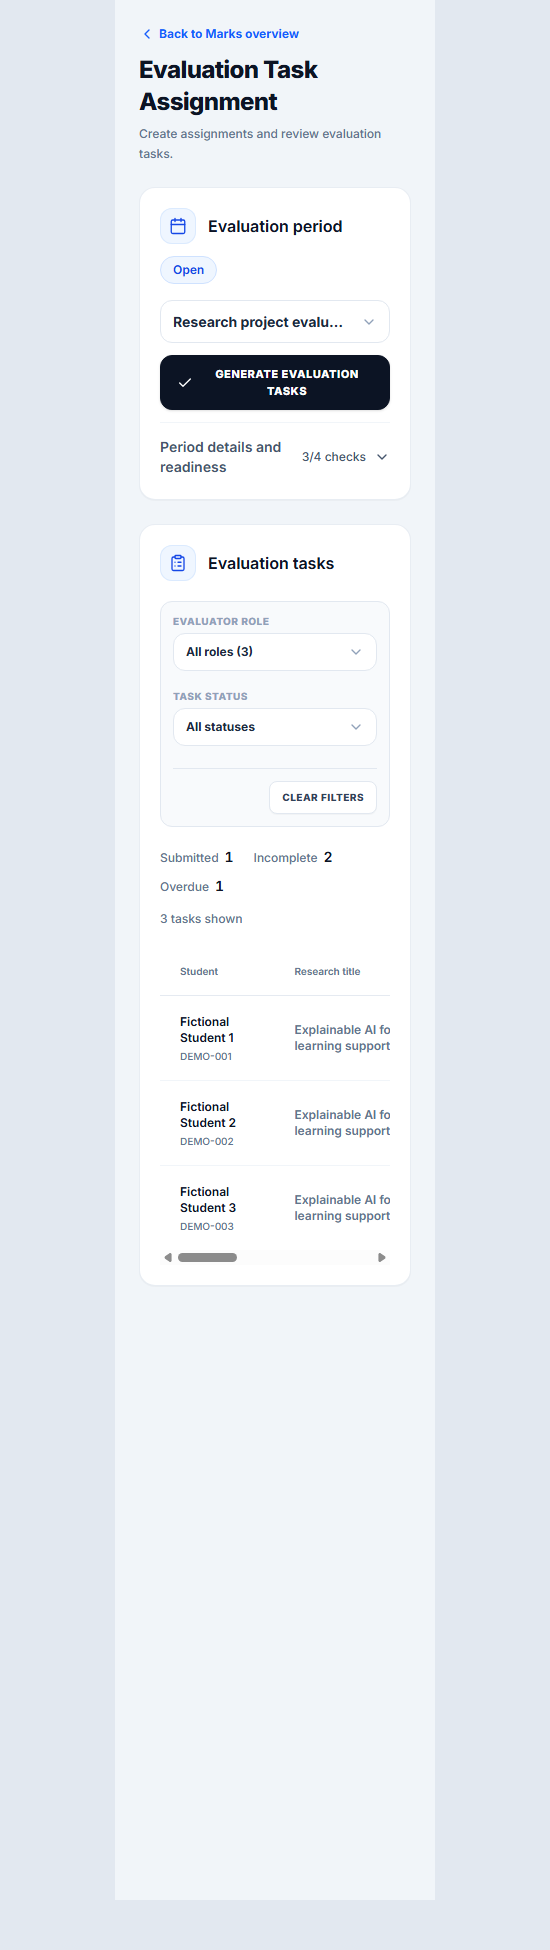 Back to Marks overview
Evaluation Task
Assignment
Create assignments and review evaluation
tasks.
Evaluation period
Open
Research project evalu...
GENERATE EVALUATION
TASKS
Period details and
readiness
3/4 checks
Evaluation tasks
EVALUATOR ROLE
All roles (3)
TASK STATUS
All statuses
CLEAR FILTERS
Submitted 1 Incomplete 2
Overdue 1
3 tasks shown
Student Research title
Fictional
Student 1
DEMO-001
Explainable AI fo
learning support
Fictional
Student 2
DEMO-002
Explainable AI fo
learning support
Fictional
Student 3
DEMO-003
Explainable AI fo
learning support